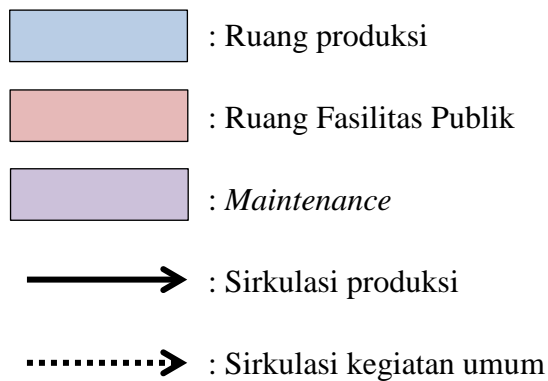 : Ruang produksi
: Ruang Fasilitas Publik
: Maintenance
: Sirkulasi produksi
: Sirkulasi kegiatan umum